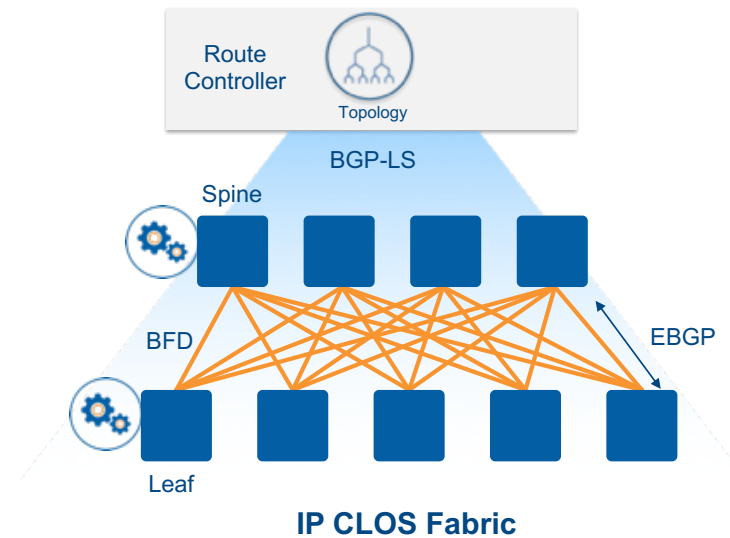 Route
Controller
Topology
BGP-LS
Spine
BFD
EBGP
Leaf
IP CLOS Fabric